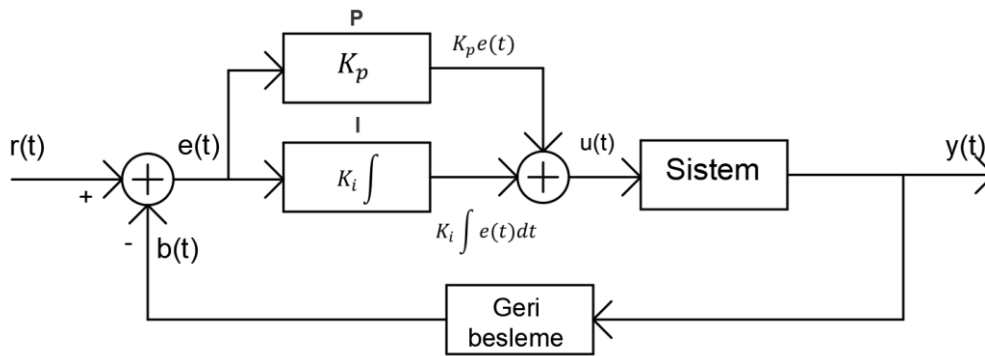 P
K_p
K_p e(t)
I
r(t)
e(t)
K_i ∫
u(t)
Sistem
y(t)
+
+
+
-
b(t)
K_i ∫ e(t)dt
Geri
besleme